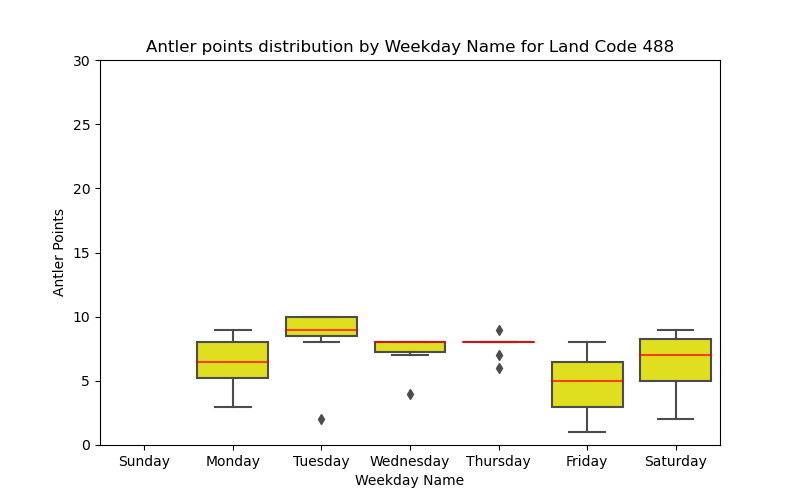 Antler points distribution by Weekday Name for Land Code 488
Antler Points
30
25
20
15
10
5
0
Sunday Monday Tuesday Wednesday Thursday Friday Saturday
Weekday Name